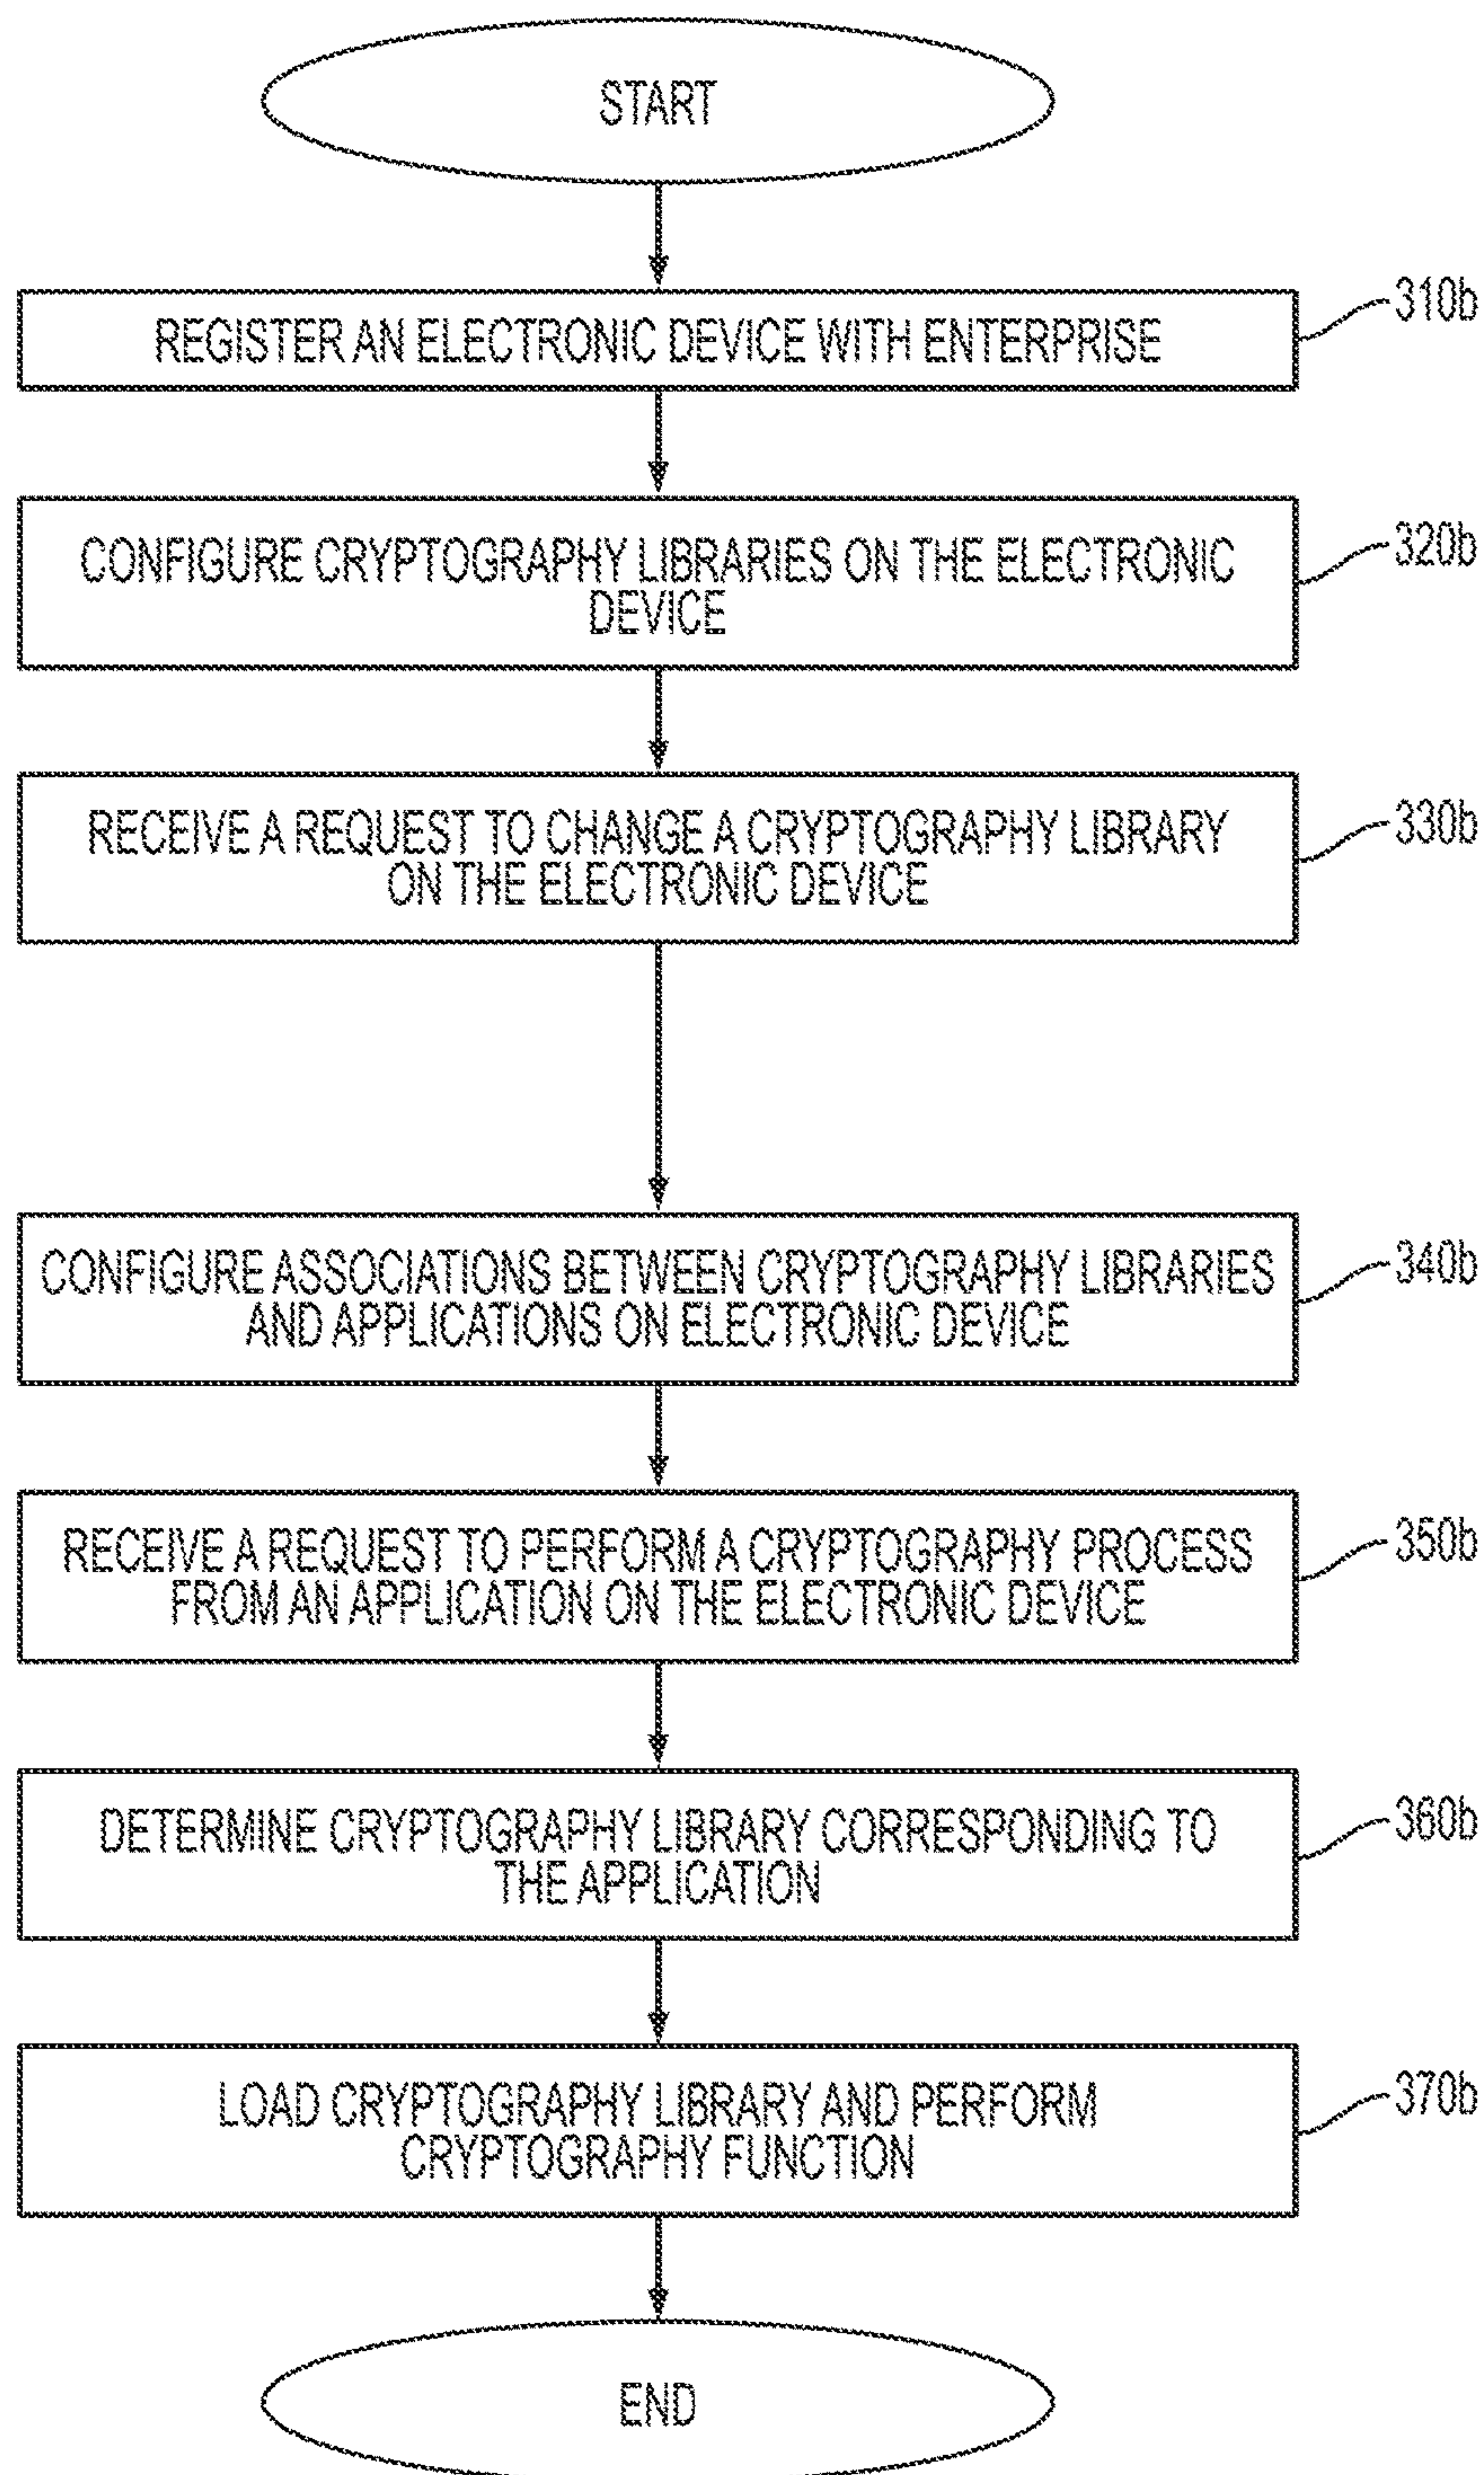 START
REGISTER AN ELECTRONIC DEVICE WITH ENTERPRISE
310b
CONFIGURE CRYPTOGRAPHY LIBRARIES ON THE ELECTRONIC
DEVICE
320b
RECEIVE A REQUEST TO CHANGE A CRYPTOGRAPHY LIBRARY
ON THE ELECTRONIC DEVICE
330b
CONFIGURE ASSOCIATIONS BETWEEN CRYPTOGRAPHY LIBRARIES
AND APPLICATIONS ON ELECTRONIC DEVICE
340b
RECEIVE A REQUEST TO PERFORM A CRYPTOGRAPHY PROCESS
FROM AN APPLICATION ON THE ELECTRONIC DEVICE
350b
DETERMINE CRYPTOGRAPHY LIBRARY CORRESPONDING TO
THE APPLICATION
360b
LOAD CRYPTOGRAPHY LIBRARY AND PERFORM
CRYPTOGRAPHY FUNCTION
370b
END